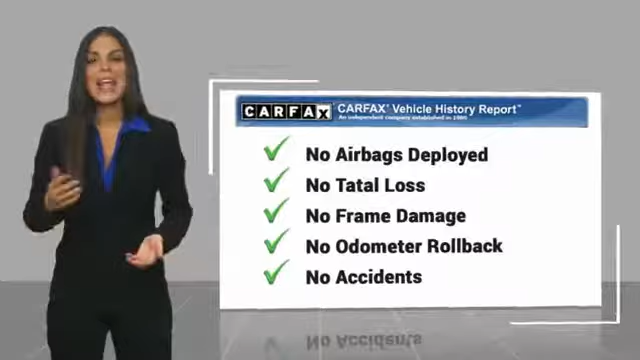 CARFAX CARFAX® Vehicle History Report™
An independent company established in 1986
No Airbags Deployed
No Tatal Loss
No Frame Damage
No Odometer Rollback
No Accidents